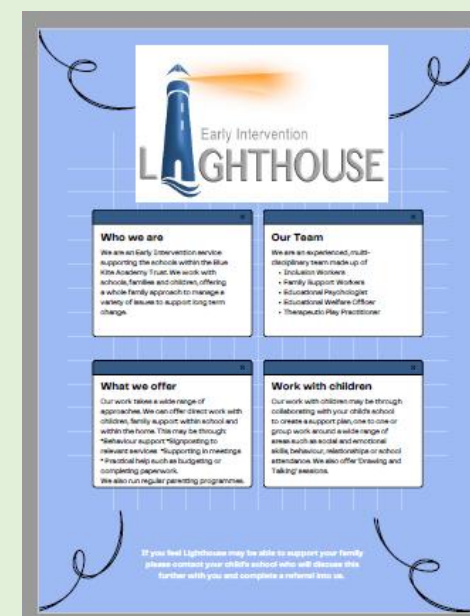 Early Intervention
LIGHTHOUSE
Who we are
We are an Early Intervention service
supporting the schools within the Blue
Kite Academy Trust. We work with
schools, families and children, offering
a whole family approach to manage a
variety of issues to support long term
change.
Our Team
We are an experienced, multi-
disciplinary team made up of
• Inclusion Workers
• Family Support Workers
• Educational Psychologist
• Educational Welfare Officer
• Therapeutic Play Practitioner
What we offer
Our work takes a wide range of
approaches. We can offer direct work with
children, family support within school and
within the home. This may be through:
*Behaviour support *Signposting to
relevant services *Supporting in meetings
* Practical help such as budgeting or
completing paperwork.
We also run regular parenting programmes.
Work with children
Our work with children may be through
collaborating with your child's school
to create a support plan, one to one or
group work around a wide range of
areas such as social and emotional
skills, behaviour, relationships or school
attendance. We also offer 'Drawing and
Talking' sessions.
If you feel Lighthouse may be able to support your family
please contact your child's school who will discuss this
further with you and complete a referral into us.